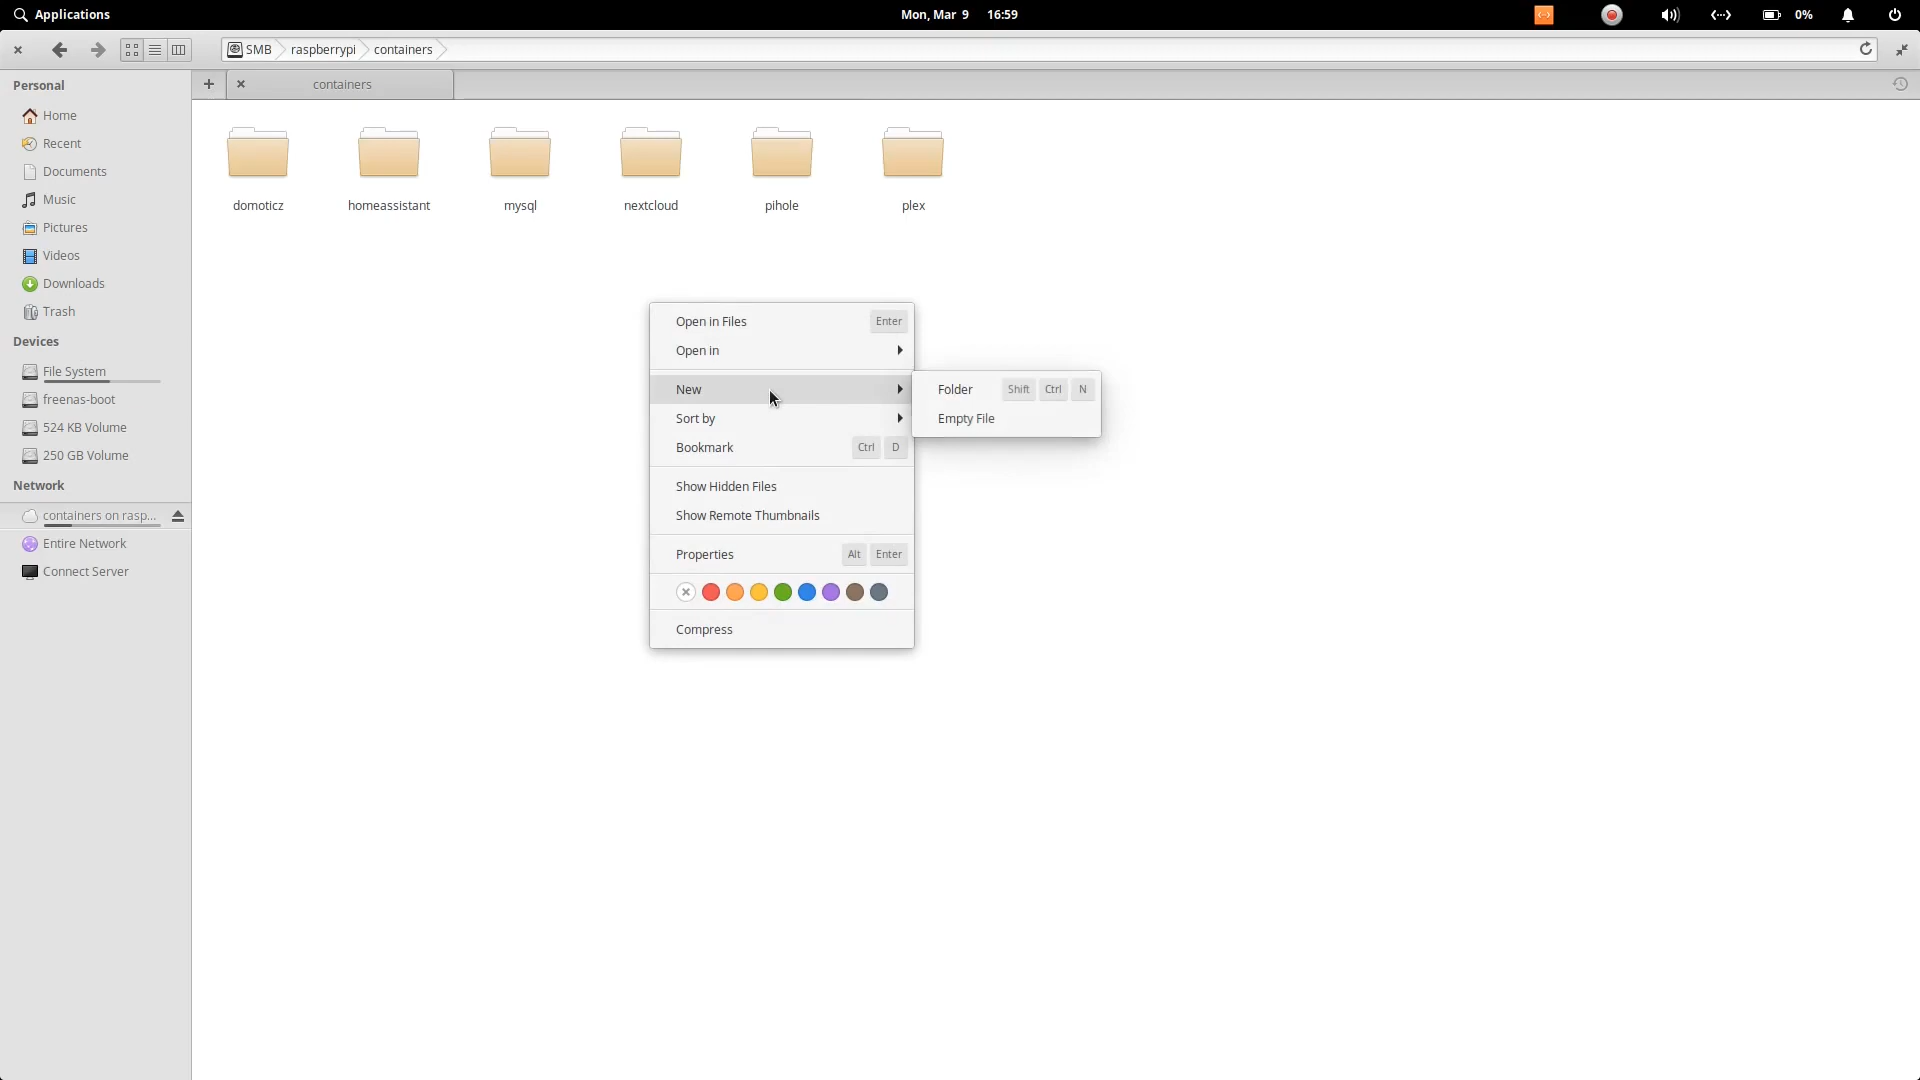 Applications
Mon, Mar 9 16:59
0%
SMB raspberrypi containers
containers
Personal
Home
Recent
Documents
Music
Pictures
Videos
Downloads
Trash
Devices
File System
freenas-boot
524 KB Volume
250 GB Volume
Network
containers on rasp...
Entire Network
Connect Server
domoticz
homeassistant
mysql
nextcloud
pihole
plex
Open in Files Enter
Open in
New
Sort by
Bookmark Ctrl D
Show Hidden Files
Show Remote Thumbnails
Properties Alt Enter
Compress
Folder Shift Ctrl N
Empty File